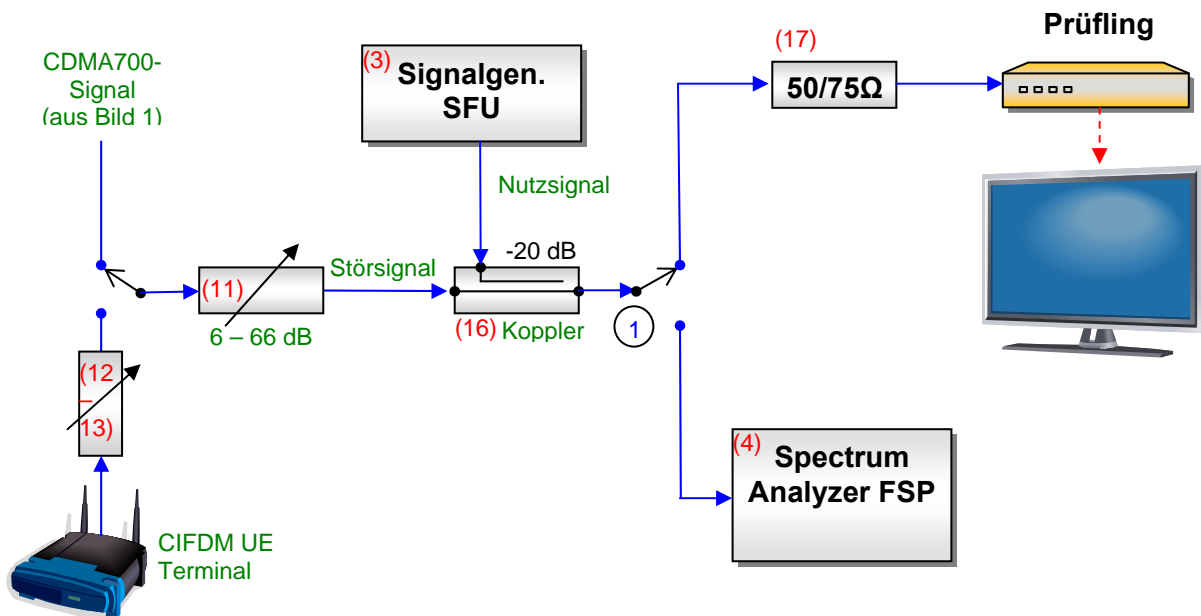 CDMA700-
Signal
(aus Bild 1)
(3)
Signalgen.
SFU
Nutzsignal
(17)
50/75Ω
Prüfling
(11)
6 – 66 dB
Störsignal
-20 dB
(16) Koppler
1
(12
–
13)
CIFDM UE
Terminal
(4)
Spectrum
Analyzer FSP